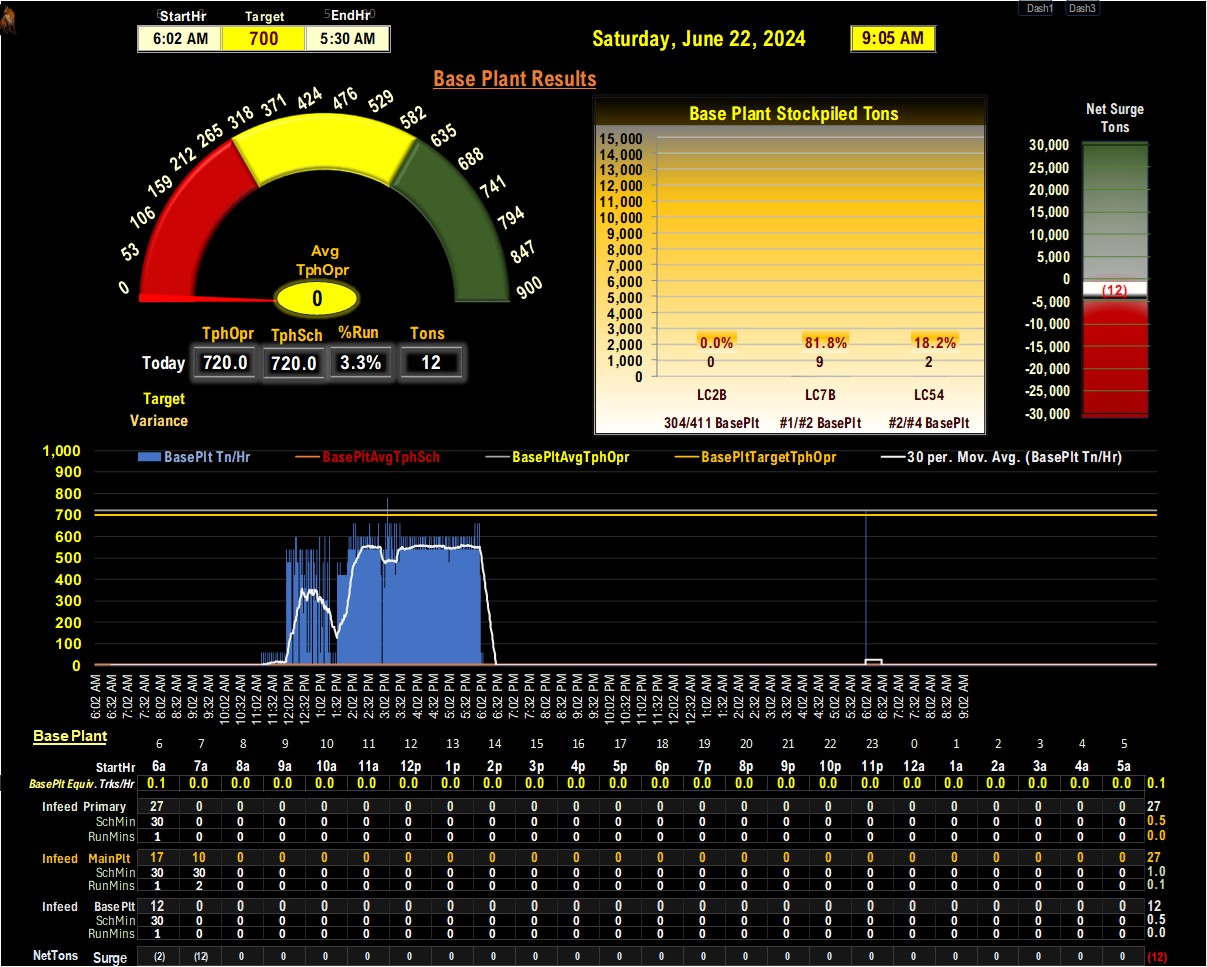 Dash1 Dash3
StartHr Target EndHr
6:02 AM 700 5:30 AM
Saturday, June 22, 2024 9:05 AM
Base Plant Results
0 53 106 159 212 265 318 371 424 476 529 582 635 688 741 794 847 900
Avg
TphOpr
0
TphOpr TphSch %Run Tons
Today 720.0 720.0 3.3% 12
Target
Variance
Base Plant Stockpiled Tons
15,000
14,000
13,000
12,000
11,000
10,000
9,000
8,000
7,000
6,000
5,000
4,000
3,000
2,000
1,000
0
0.0% 81.8% 18.2%
0 9 2
LC2B LC7B LC54
304/411 BasePlt #1/#2 BasePlt #2/#4 BasePlt
Net Surge
Tons
30,000
25,000
20,000
15,000
10,000
5,000
0
-5,000
-10,000
-15,000
-20,000
-25,000
-30,000
(12)
BasePlt Tn/Hr BasePltAvgTphSch BasePltAvgTphOpr BasePltTargetTphOpr 30 per. Mov. Avg. (BasePlt Tn/Hr)
1,000
900
800
700
600
500
400
300
200
100
0
6:02 AM 6:32 AM 7:02 AM 7:32 AM 8:02 AM 8:32 AM 9:02 AM 9:32 AM 10:02 AM 10:32 AM 11:02 AM 11:32 AM 12:02 PM 12:32 PM 1:02 PM 1:32 PM 2:02 PM 2:32 PM 3:02 PM 3:32 PM 4:02 PM 4:32 PM 5:02 PM 5:32 PM 6:02 PM 6:32 PM 7:02 PM 7:32 PM 8:02 PM 8:32 PM 9:02 PM 9:32 PM 10:02 PM 10:32 PM 11:02 PM 11:32 PM 12:02 AM 12:32 AM 1:02 AM 1:32 AM 2:02 AM 2:32 AM 3:02 AM 3:32 AM 4:02 AM 4:32 AM 5:02 AM 5:32 AM 6:02 AM 6:32 AM 7:02 AM 7:32 AM 8:02 AM 8:32 AM 9:02 AM
Base Plant
6 7 8 9 10 11 12 13 14 15 16 17 18 19 20 21 22 23 0 1 2 3 4 5
StartHr 6a 7a 8a 9a 10a 11a 12p 1p 2p 3p 4p 5p 6p 7p 8p 9p 10p 11p 12a 1a 2a 3a 4a 5a
BasePlt Equiv. Trks/Hr 0.1 0.0 0.0 0.0 0.0 0.0 0.0 0.0 0.0 0.0 0.0 0.0 0.0 0.0 0.0 0.0 0.0 0.0 0.0 0.0 0.0 0.0 0.0 0.0 0.1
Infeed Primary 27 0 0 0 0 0 0 0 0 0 0 0 0 0 0 0 0 0 0 0 0 0 0 0 27
SchMin 30 0 0 0 0 0 0 0 0 0 0 0 0 0 0 0 0 0 0 0 0 0 0 0 0.5
RunMins 1 0 0 0 0 0 0 0 0 0 0 0 0 0 0 0 0 0 0 0 0 0 0 0 0.0
Infeed MainPlt 17 10 0 0 0 0 0 0 0 0 0 0 0 0 0 0 0 0 0 0 0 0 0 0 27
SchMin 30 30 0 0 0 0 0 0 0 0 0 0 0 0 0 0 0 0 0 0 0 0 0 0 1.0
RunMins 1 2 0 0 0 0 0 0 0 0 0 0 0 0 0 0 0 0 0 0 0 0 0 0 0.1
Infeed BasePlt 12 0 0 0 0 0 0 0 0 0 0 0 0 0 0 0 0 0 0 0 0 0 0 0 12
SchMin 30 0 0 0 0 0 0 0 0 0 0 0 0 0 0 0 0 0 0 0 0 0 0 0 0.5
RunMins 1 0 0 0 0 0 0 0 0 0 0 0 0 0 0 0 0 0 0 0 0 0 0 0 0.0
NetTons Surge (2) (12) 0 0 0 0 0 0 0 0 0 0 0 0 0 0 0 0 0 0 0 0 0 0 (12)